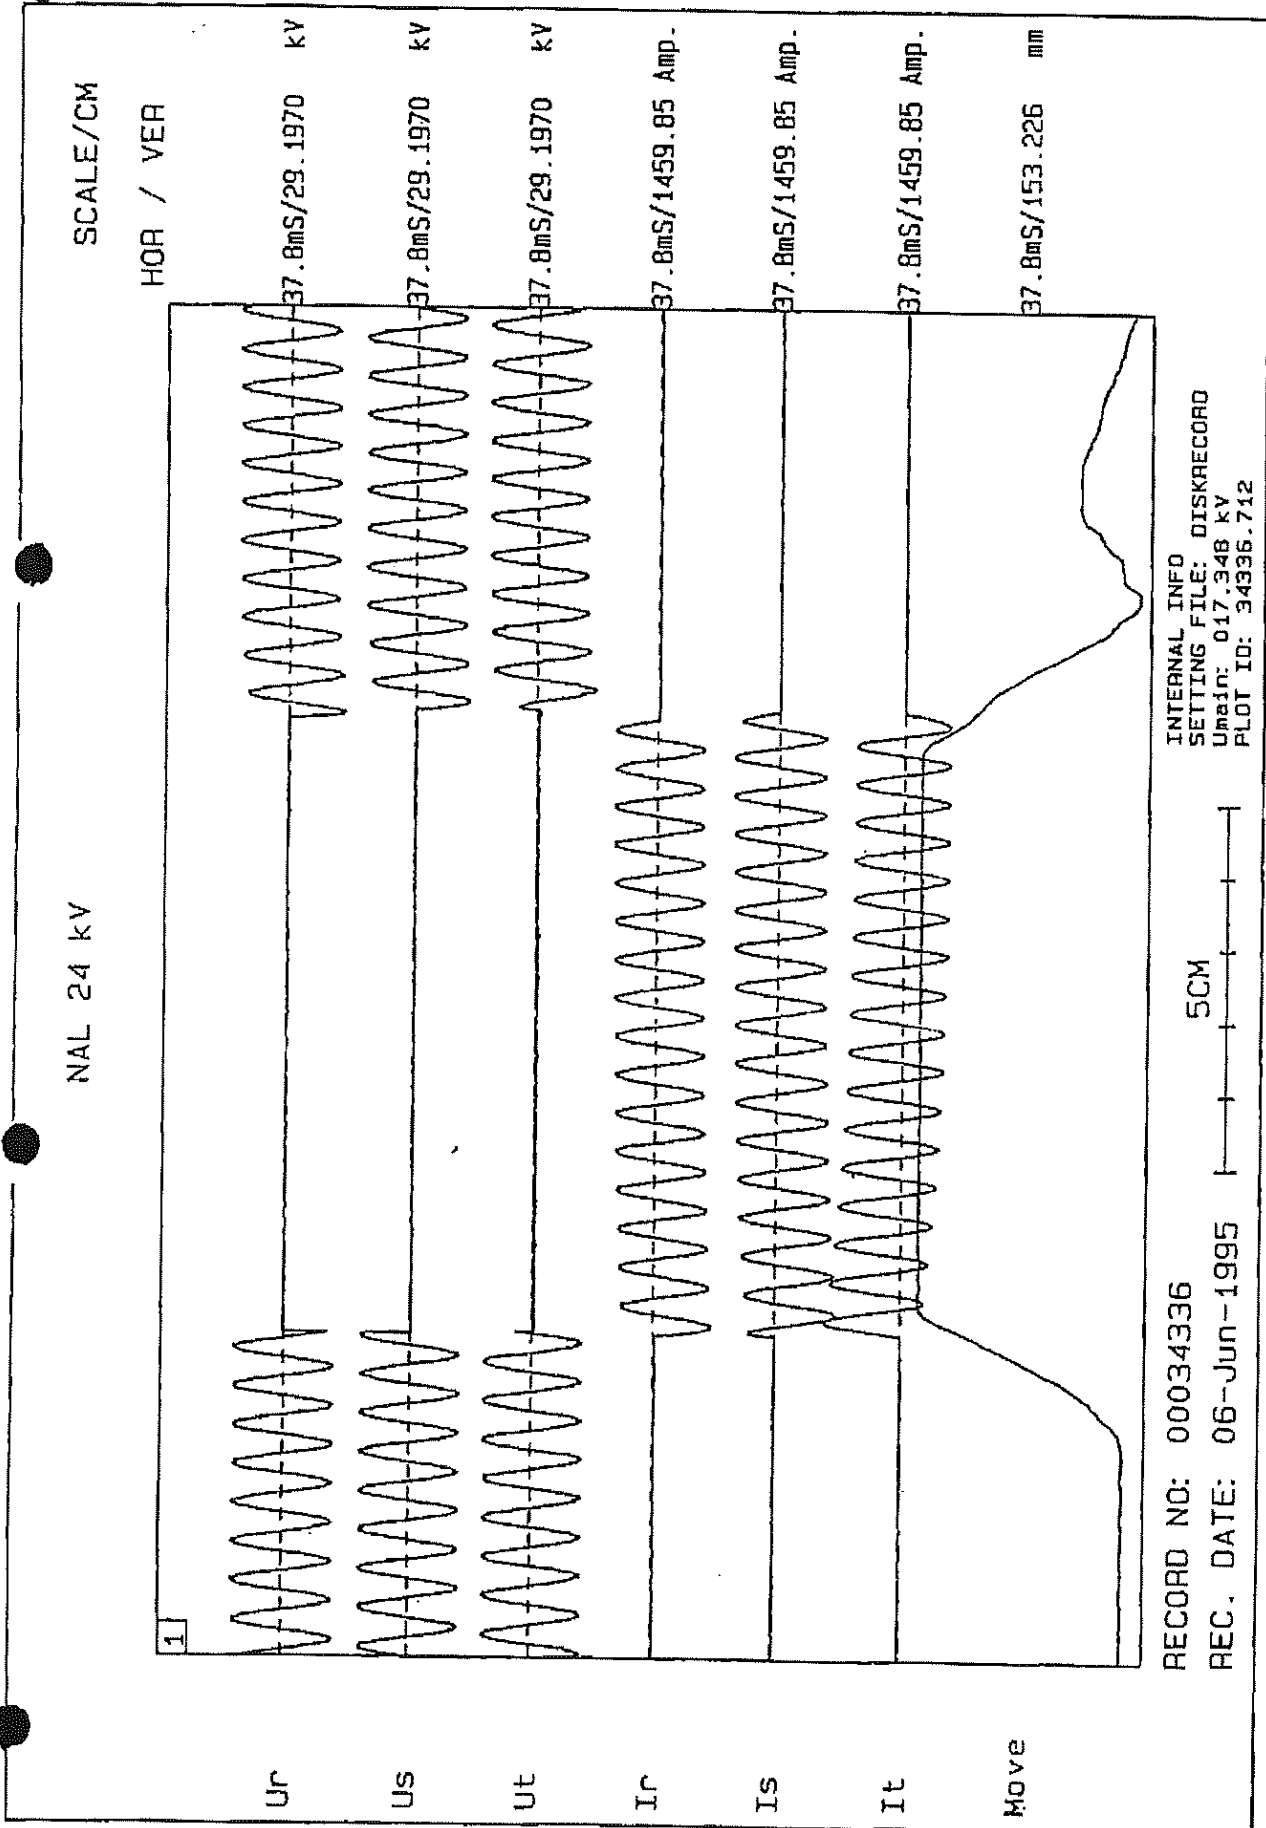 NAL 24 kV
SCALE/CM
HOR / VER
1
Ur 37.8mS/29.1970 kV
Us 37.8mS/29.1970 kV
Ut 37.8mS/29.1970 kV
Ir 37.8mS/1459.85 Amp.
Is 37.8mS/1459.85 Amp.
It 37.8mS/1459.85 Amp.
Move 37.8mS/153.226 mm
RECORD NO: 00034336
REC. DATE: 06-Jun-1995
5CM
INTERNAL INFO
SETTING FILE: DISKRECORD
Umain: 017.348 kV
PLOT ID: 34336.712